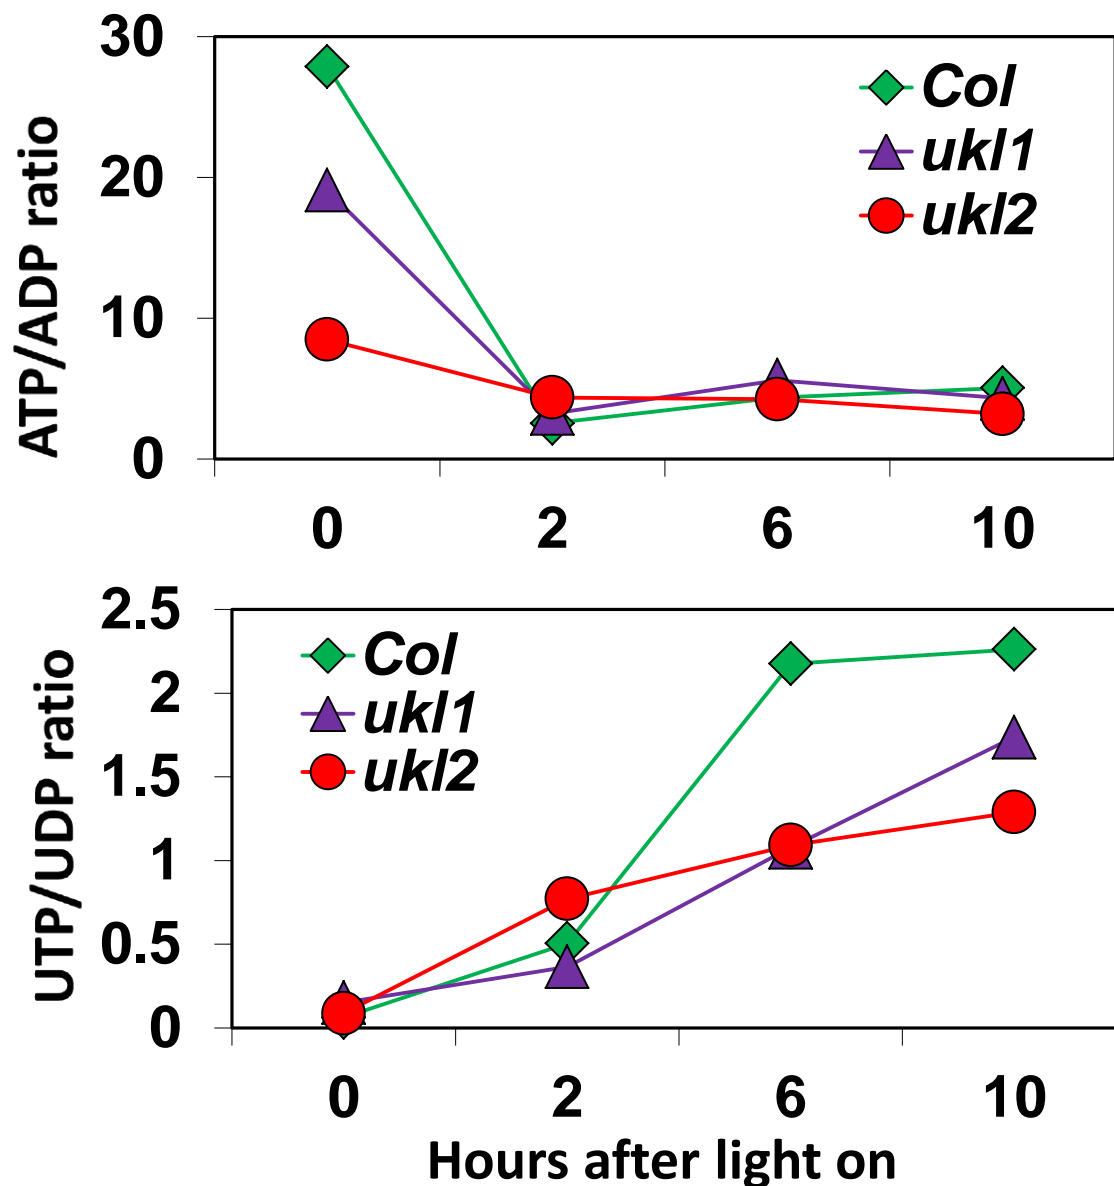 ATP/ADP ratio
30
20
10
0
Col
ukl1
ukl2
0 2 6 10
UTP/UDP ratio
2.5
2
1.5
1
0.5
0
Col
ukl1
ukl2
0 2 6 10
Hours after light on